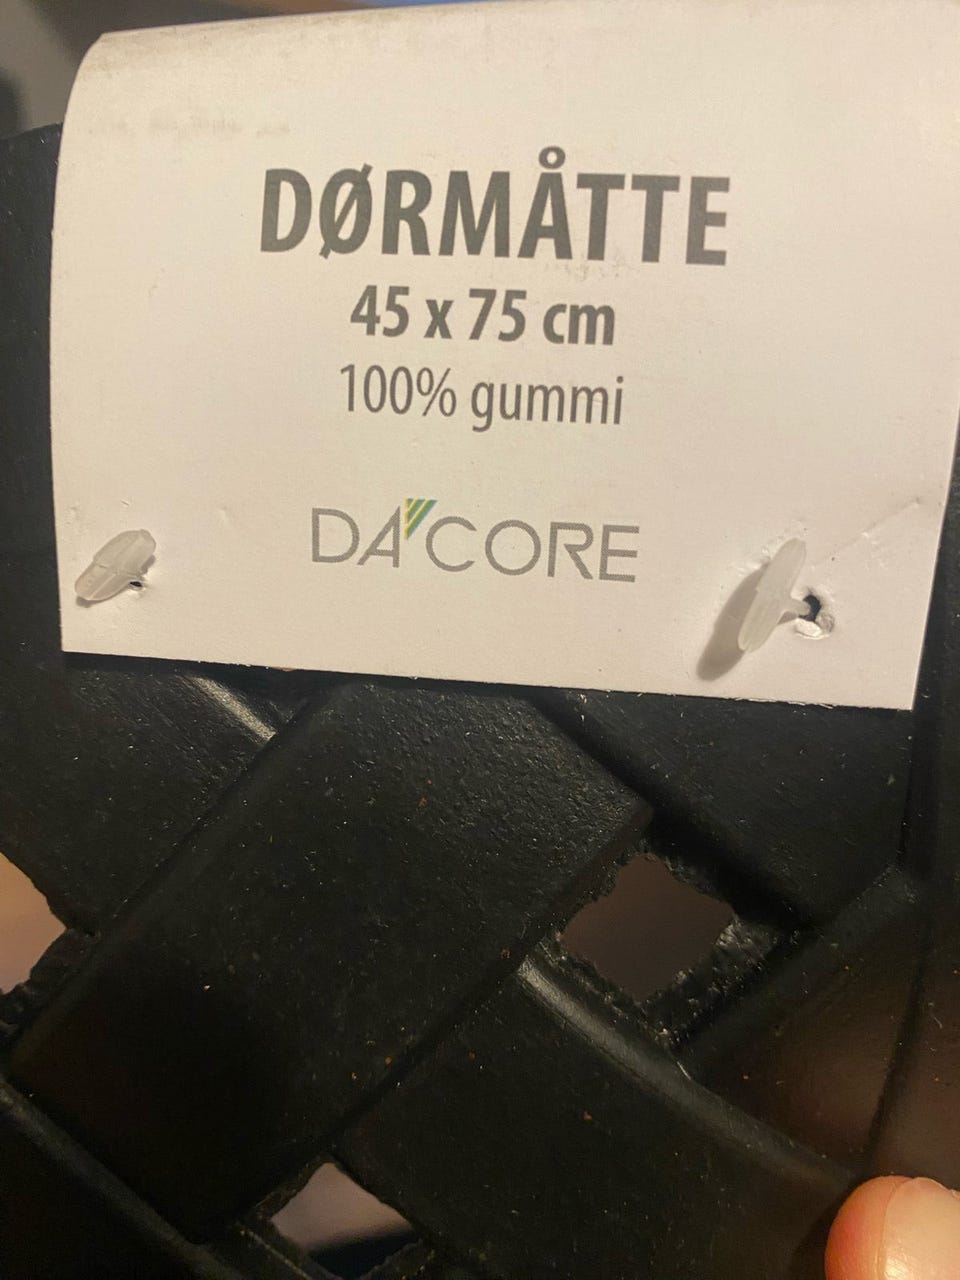 DØRMÅTTE
45 x 75 cm
100% gummi
DA'CORE